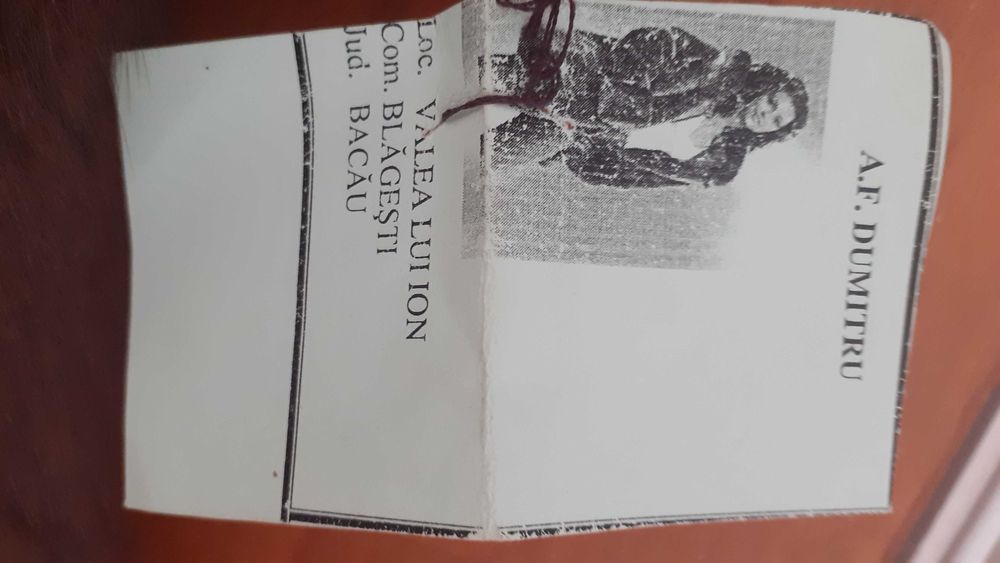 A.F. DUMITRU
Loc. VALEA LUI ION
Com. BLĂGEŞTI
Jud. BACĂU